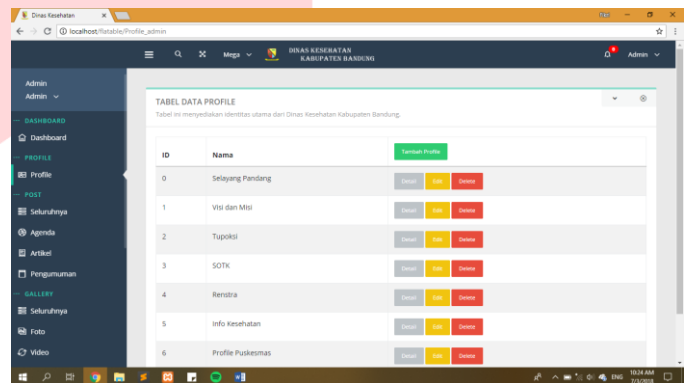 Dinas Kesehatan
localhost/flatable/Profile_admin
Mega
DINAS KESEHATAN
KABUPATEN BANDUNG
Admin
Admin
Admin
DASHBOARD
Dashboard
PROFILE
Profile
POST
Seluruhnya
Agenda
Artikel
Pengumuman
GALLERY
Seluruhnya
Foto
Video
TABEL DATA PROFILE
Tabel ini menyediakan identitas utama dari Dinas Kesehatan Kabupaten Bandung.
ID Nama Tambah Profile
0 Selayang Pandang Detail Edit Delete
1 Visi dan Misi Detail Edit Delete
2 Tupoksi Detail Edit Delete
3 SOTK Detail Edit Delete
4 Renstra Detail Edit Delete
5 Info Kesehatan Detail Edit Delete
6 Profile Puskesmas Detail Edit Delete
ENG
10:24 AM
7/3/2018